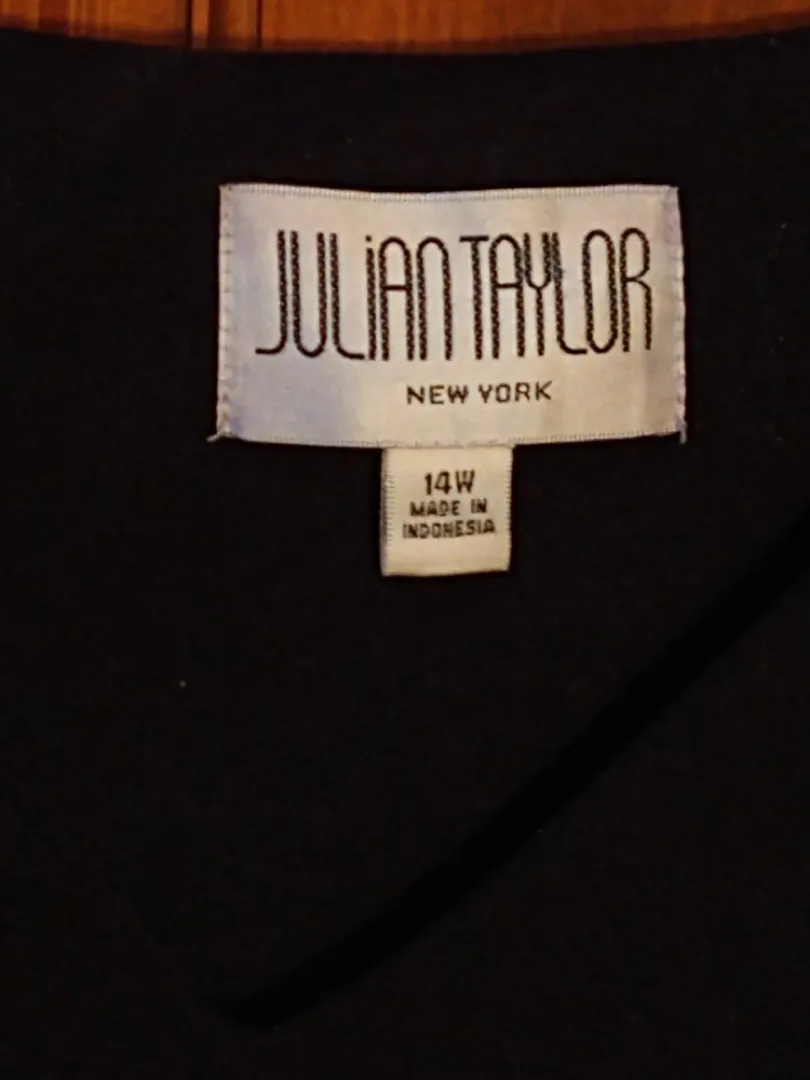 JULiAN TAYLOR
NEW YORK
14W
MADE IN
INDONESIA